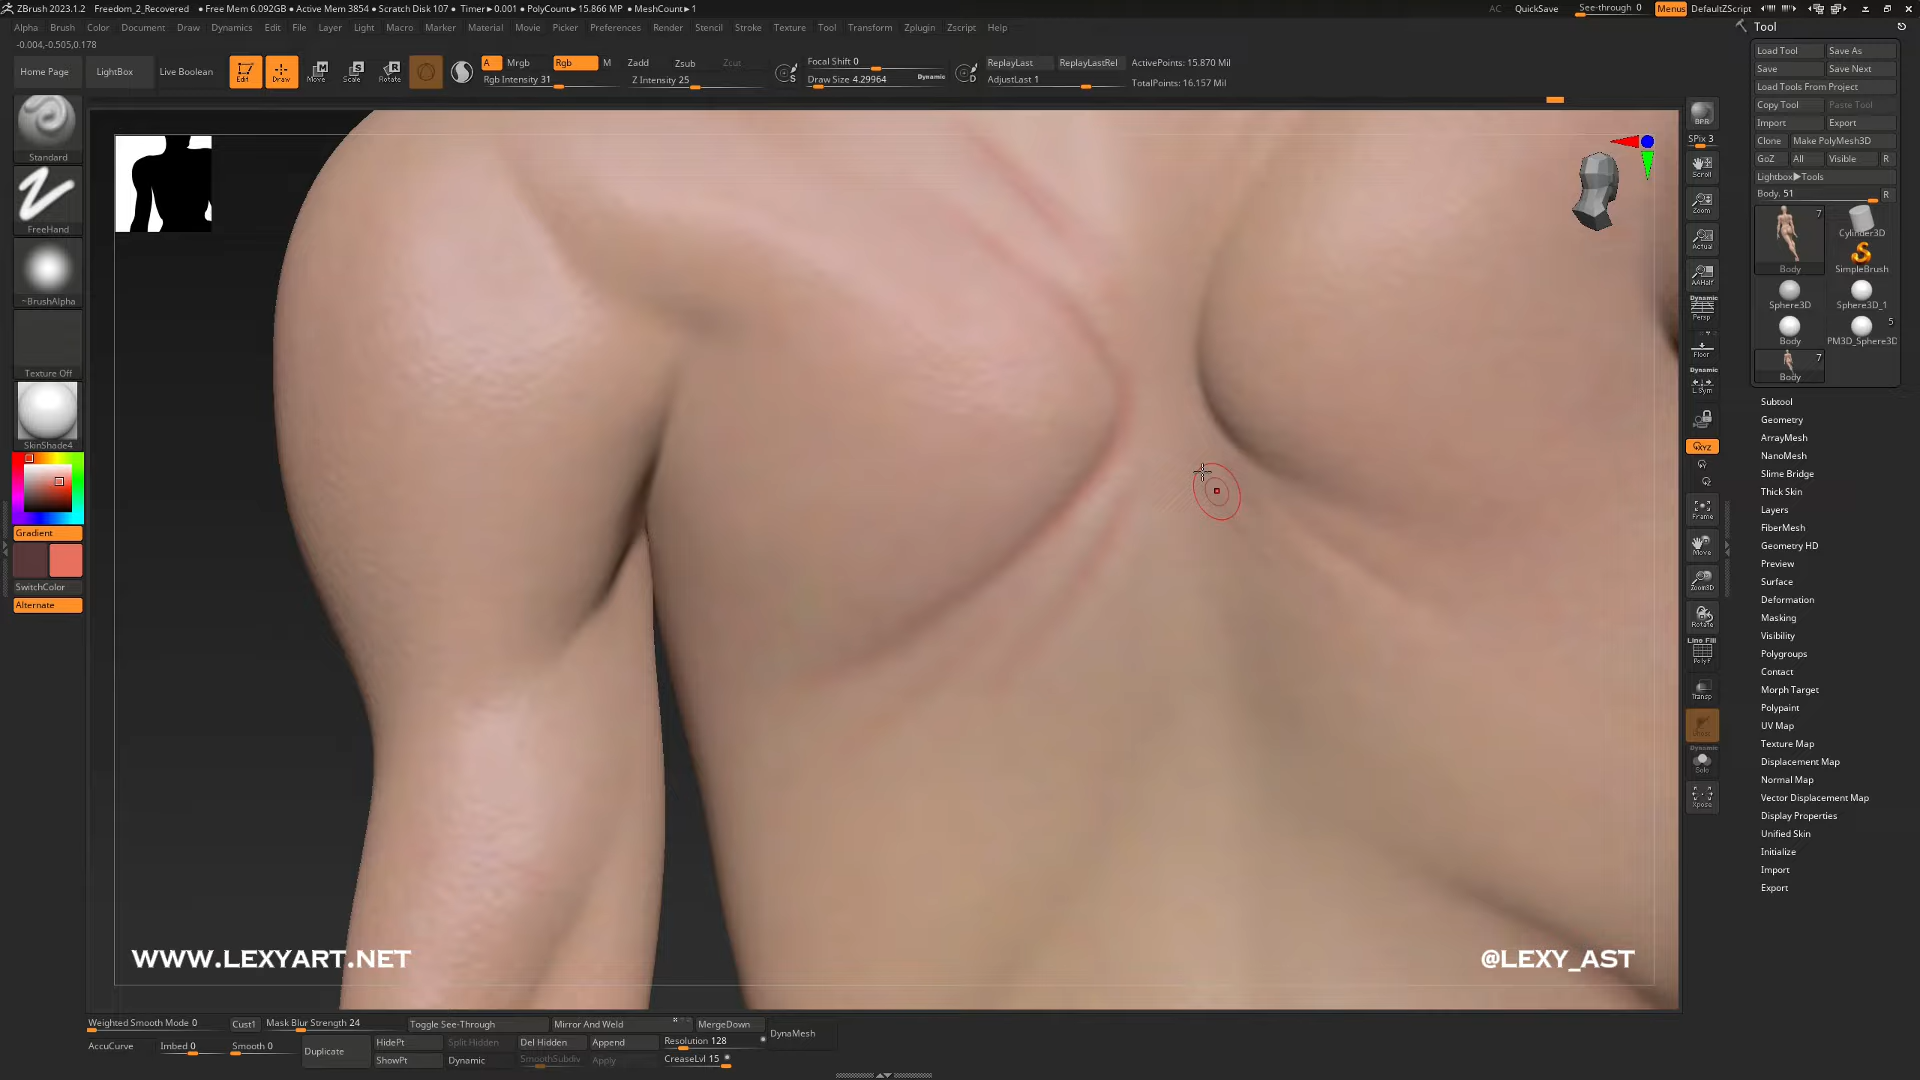 ZBrush 2023.1.2 Freedom_2_Recovered ● Free Mem 6.092GB ● Active Mem 3854 ● Scratch Disk 107 ● Timer▶0.001 ● PolyCount▶15.866 MP ● MeshCount▶1 AC QuickSave See-through 0 Menus DefaultZScript
Alpha Brush Color Document Draw Dynamics Edit File Layer Light Macro Marker Material Movie Picker Preferences Render Stencil Stroke Texture Tool Transform Zplugin Zscript Help
-0.004,-0.505,0.178
Home Page LightBox Live Boolean Edit Draw Move Scale Rotate
A Mrgb Rgb M Zadd Zsub Zcut
Rgb Intensity 31 Z Intensity 25
Focal Shift 0
Draw Size 4.29964 Dynamic
ReplayLast ReplayLastRel ActivePoints: 15.870 Mil
AdjustLast 1 TotalPoints: 16.157 Mil
Standard
FreeHand
~BrushAlpha
Texture Off
SkinShade4
Gradient
SwitchColor
Alternate
WWW.LEXYART.NET
@LEXY_AST
BPR
SPix 3
Scroll
Zoom
Actual
AAHalf
Dynamic
Persp
Floor
Dynamic
L.Sym
XYZ
Frame
Move
Zoom3D
Rotate
Line Fill
PolyF
Transp
Dynamic
Solo
Xpose
Tool
Load Tool Save As
Save Save Next
Load Tools From Project
Copy Tool Paste Tool
Import Export
Clone Make PolyMesh3D
GoZ All Visible R
Lightbox▶Tools
Body. 51 R
7
Body Cylinder3D
SimpleBrush
Sphere3D Sphere3D_1
5
Body PM3D_Sphere3D
7
Body
Subtool
Geometry
ArrayMesh
NanoMesh
Slime Bridge
Thick Skin
Layers
FiberMesh
Geometry HD
Preview
Surface
Deformation
Masking
Visibility
Polygroups
Contact
Morph Target
Polypaint
UV Map
Texture Map
Displacement Map
Normal Map
Vector Displacement Map
Display Properties
Unified Skin
Initialize
Import
Export
Weighted Smooth Mode 0 Cust1 Mask Blur Strength 24 Toggle See-Through Mirror And Weld MergeDown DynaMesh
AccuCurve Imbed 0 Smooth 0 Duplicate HidePt Split Hidden Del Hidden Append Resolution 128
ShowPt Dynamic SmoothSubdiv Apply CreaseLvl 15